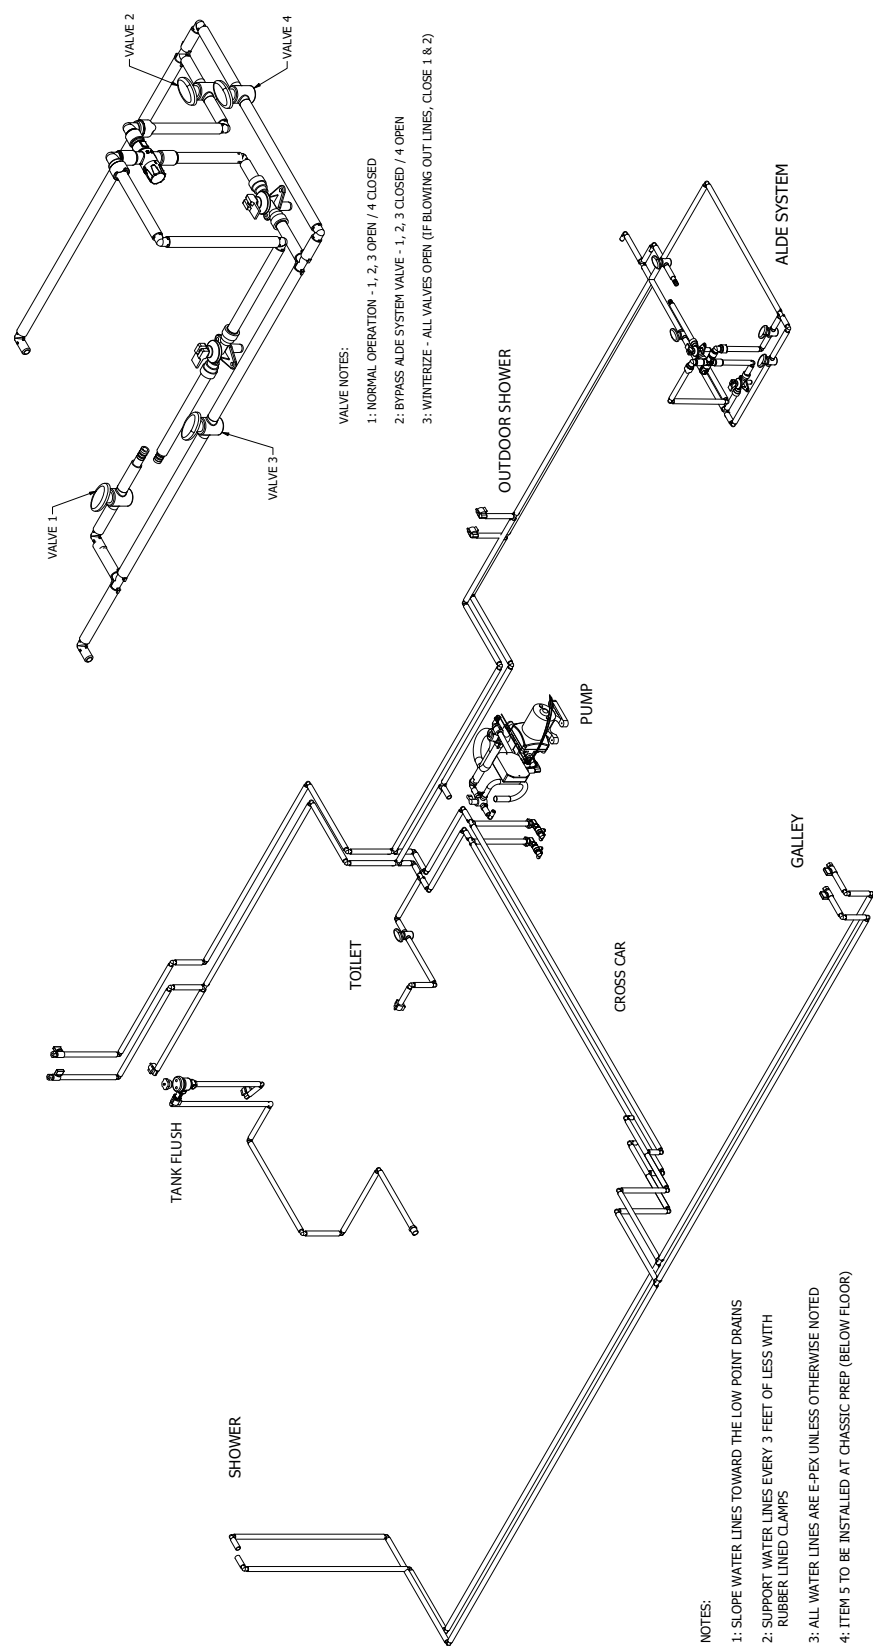 VALVE 2
VALVE 4
VALVE 1
VALVE 3
VALVE NOTES:
1: NORMAL OPERATION - 1, 2, 3 OPEN / 4 CLOSED
2: BYPASS ALDE SYSTEM VALVE - 1, 2, 3 CLOSED / 4 OPEN
3: WINTERIZE - ALL VALVES OPEN (IF BLOWING OUT LINES, CLOSE 1 & 2)
ALDE SYSTEM
OUTDOOR SHOWER
PUMP
GALLEY
TOILET
CROSS CAR
TANK FLUSH
SHOWER
NOTES:
1: SLOPE WATER LINES TOWARD THE LOW POINT DRAINS
2: SUPPORT WATER LINES EVERY 3 FEET OF LESS WITH
RUBBER LINED CLAMPS
3: ALL WATER LINES ARE E-PEX UNLESS OTHERWISE NOTED
4: ITEM 5 TO BE INSTALLED AT CHASSIC PREP (BELOW FLOOR)